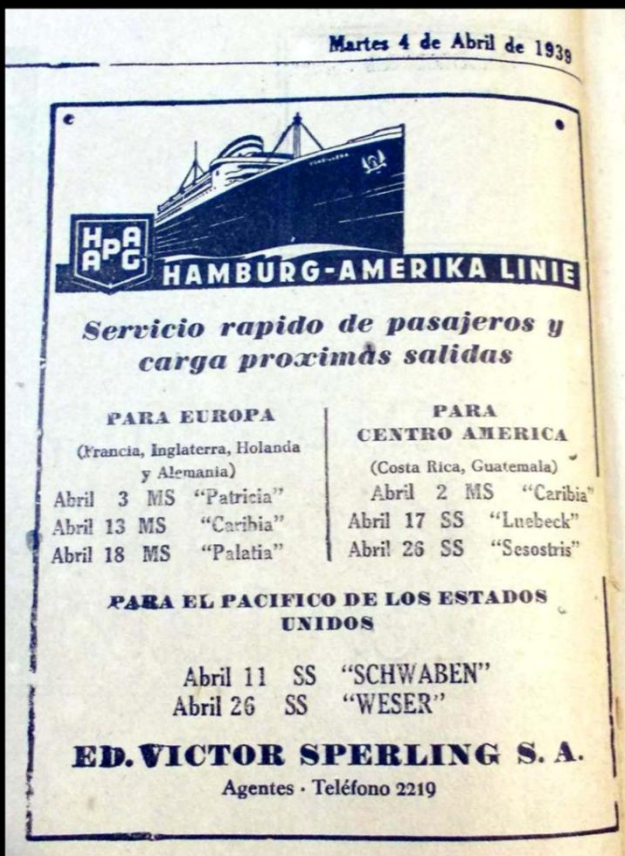 Martes 4 de Abril de 1939
HAPAG
HAMBURG-AMERIKA LINIE
Servicio rapido de pasajeros y
carga proximas salidas
PARA EUROPA
(Francia, Inglaterra, Holanda
y Alemania)
Abril 3 MS "Patricia"
Abril 13 MS "Caribia"
Abril 18 MS "Palatia"
PARA
CENTRO AMERICA
(Costa Rica, Guatemala)
Abril 2 MS "Caribia"
Abril 17 SS "Luebeck"
Abril 26 SS "Sesostris"
PARA EL PACIFICO DE LOS ESTADOS
UNIDOS
Abril 11 SS "SCHWABEN"
Abril 26 SS "WESER"
ED. VICTOR SPERLING S. A.
Agentes · Teléfono 2219